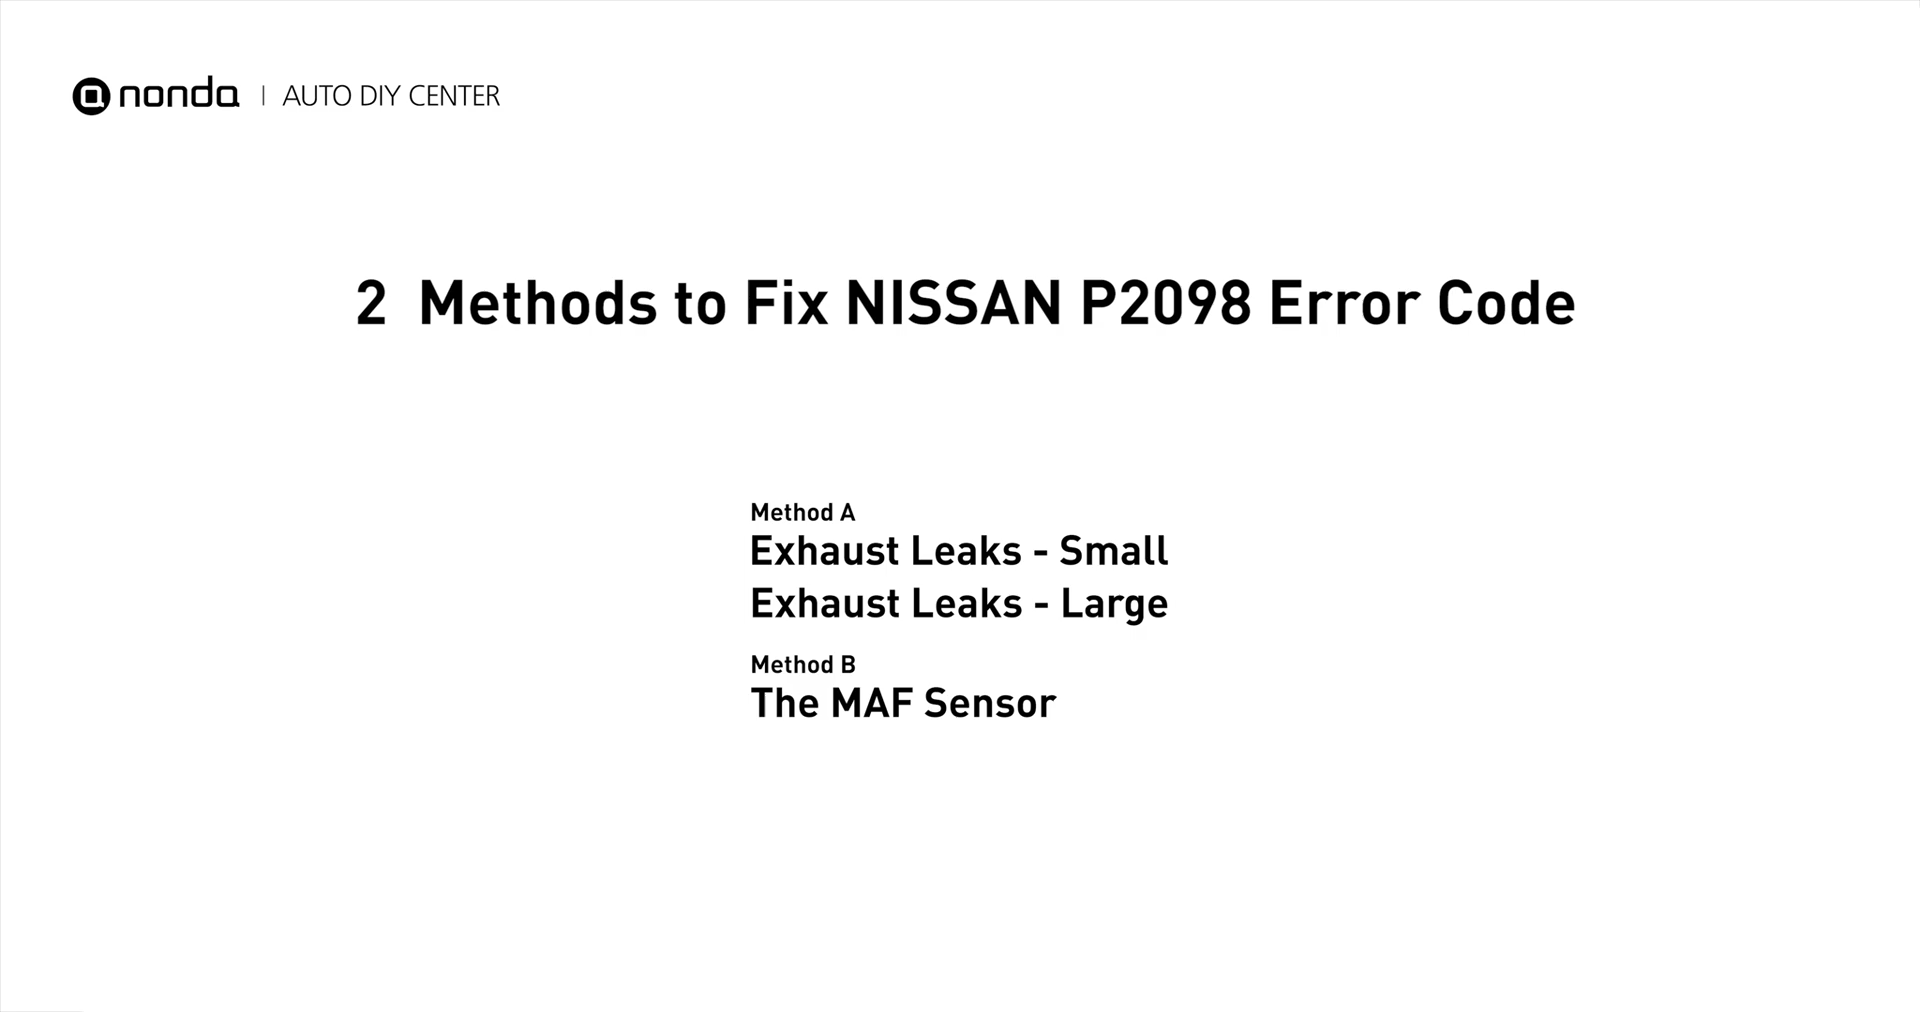 nonda | AUTO DIY CENTER
2 Methods to Fix NISSAN P2098 Error Code
Method A
Exhaust Leaks - Small
Exhaust Leaks - Large
Method B
The MAF Sensor